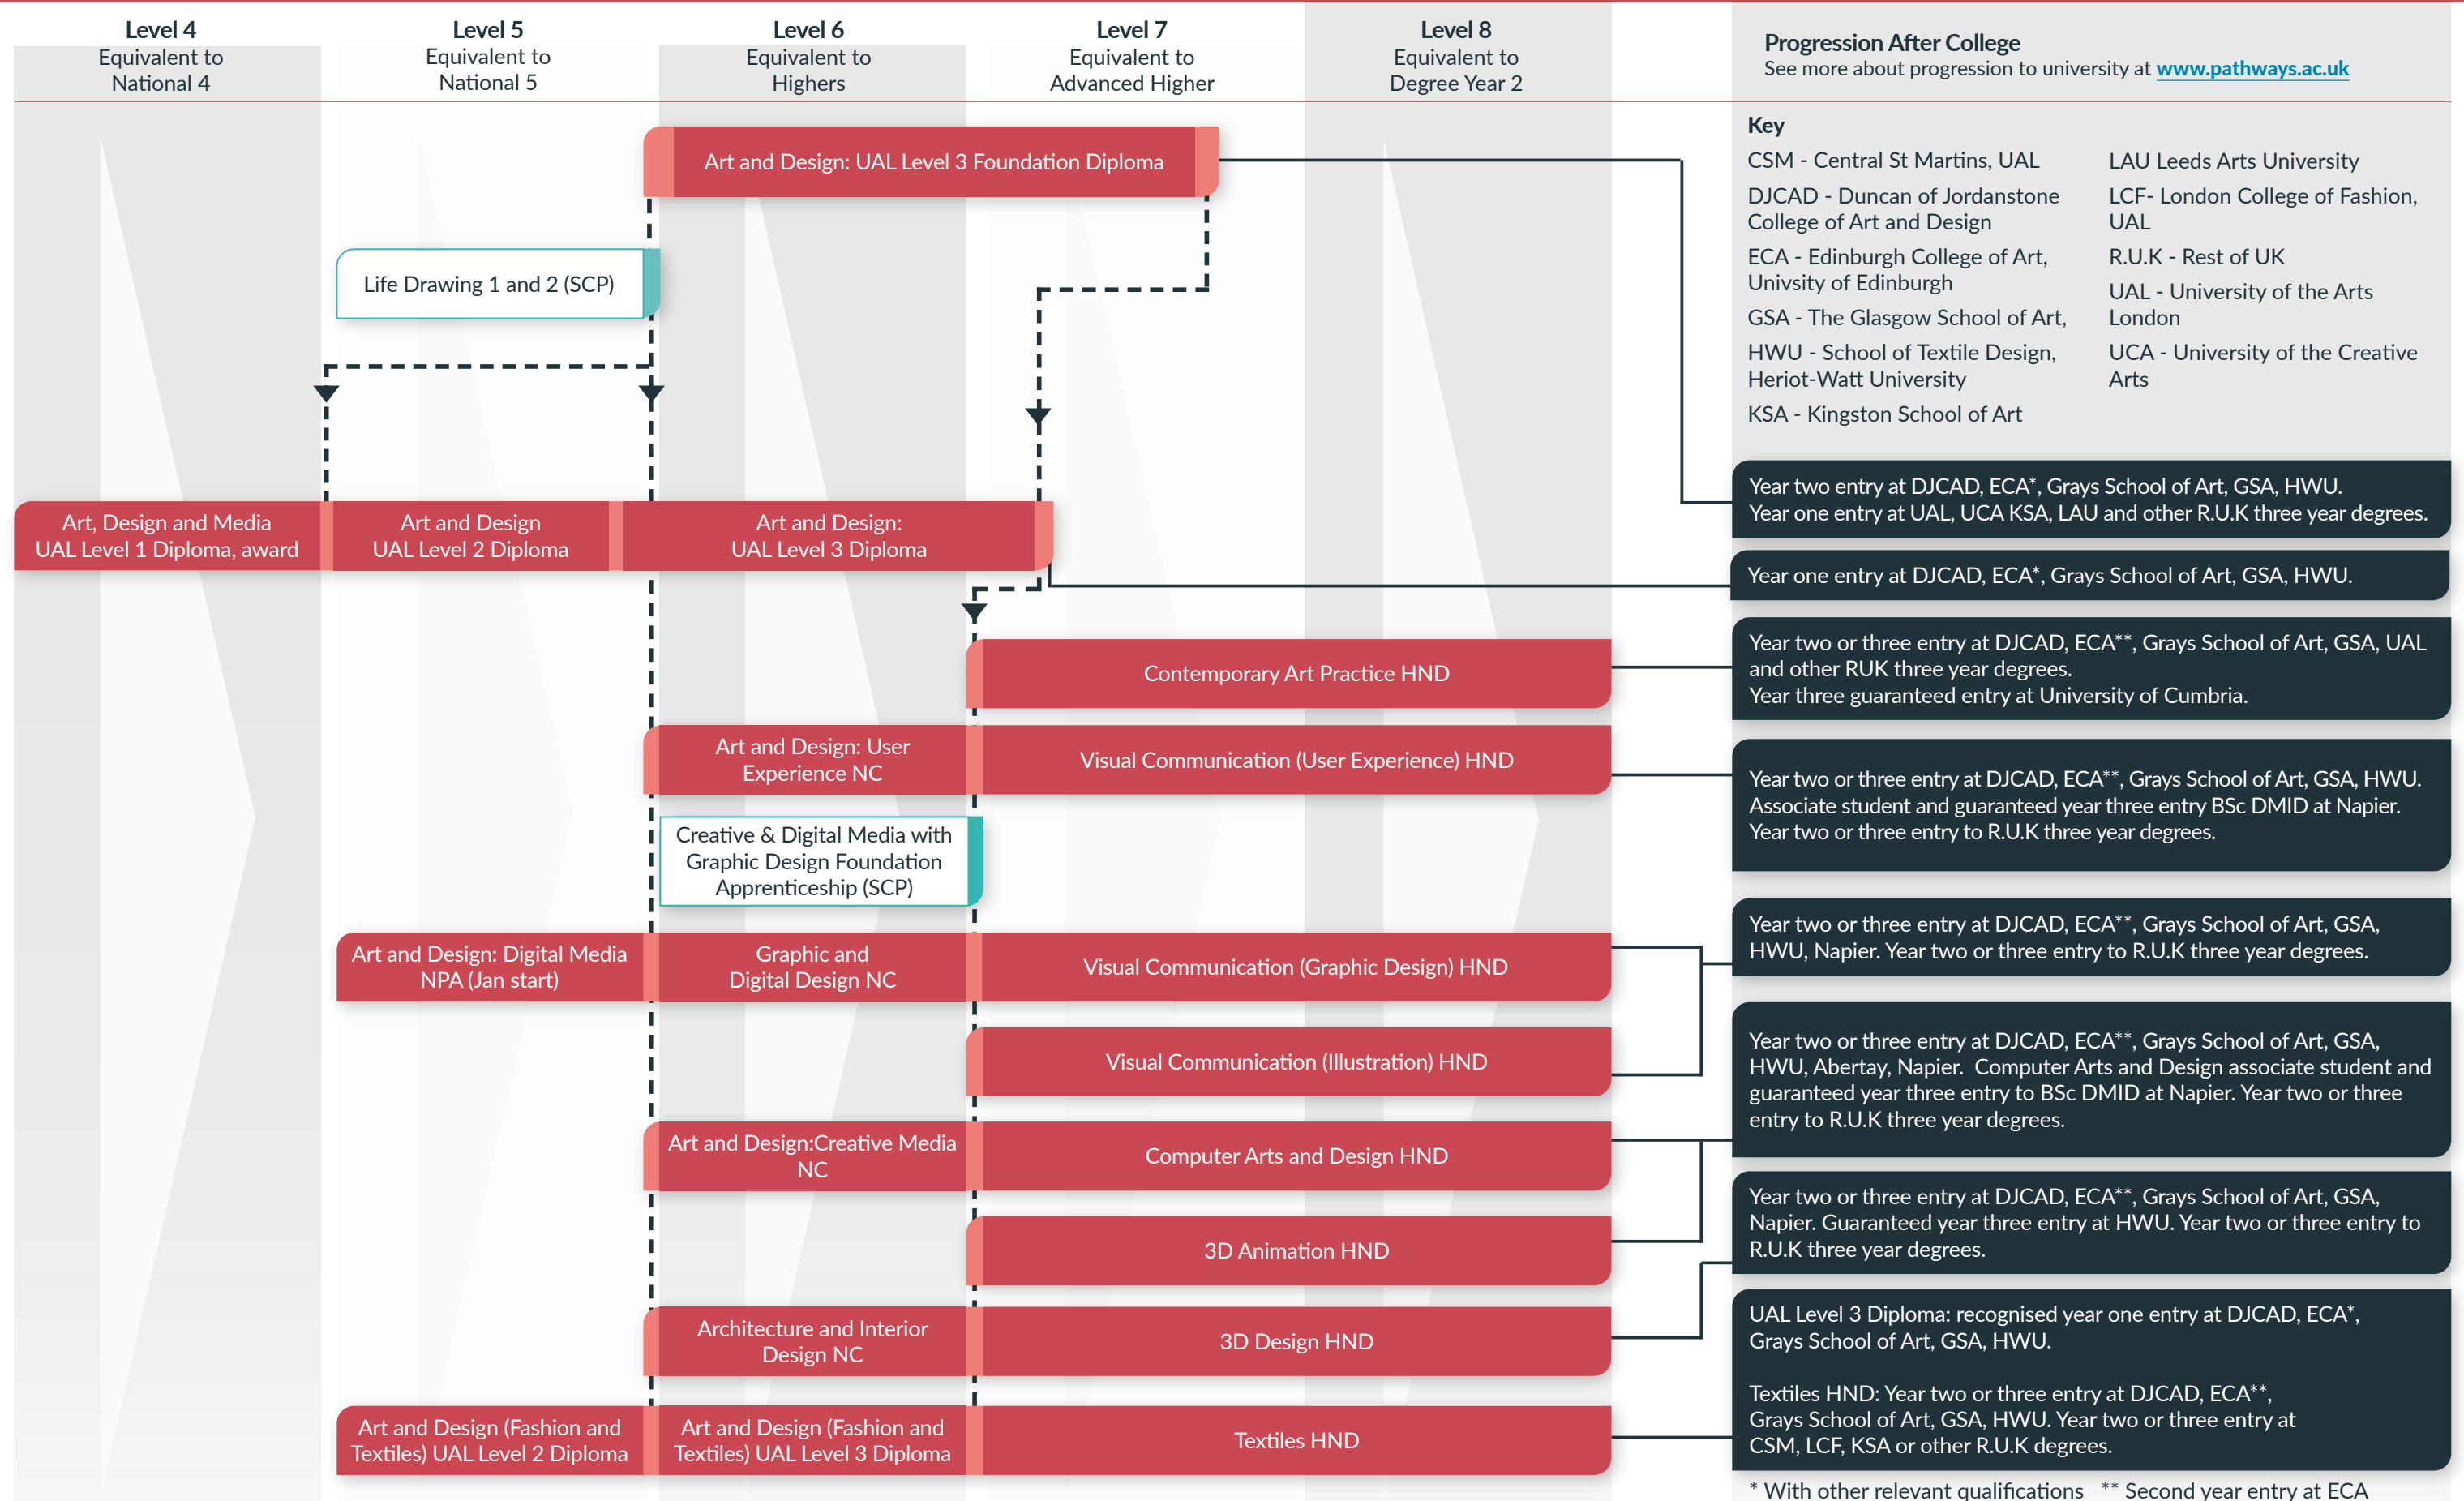 Level 4
Equivalent to
National 4
Level 5
Equivalent to
National 5
Level 6
Equivalent to
Highers
Level 7
Equivalent to
Advanced Higher
Level 8
Equivalent to
Degree Year 2
Progression After College
See more about progression to university at www.pathways.ac.uk
Key
CSM - Central St Martins, UAL
DJCAD - Duncan of Jordanstone
College of Art and Design
ECA - Edinburgh College of Art,
Univsity of Edinburgh
GSA - The Glasgow School of Art,
HWU - School of Textile Design,
Heriot-Watt University
KSA - Kingston School of Art
LAU Leeds Arts University
LCF- London College of Fashion,
UAL
R.U.K - Rest of UK
UAL - University of the Arts
London
UCA - University of the Creative
Arts
Art and Design: UAL Level 3 Foundation Diploma
Life Drawing 1 and 2 (SCP)
Art, Design and Media
UAL Level 1 Diploma, award
Art and Design
UAL Level 2 Diploma
Art and Design:
UAL Level 3 Diploma
Year two entry at DJCAD, ECA*, Grays School of Art, GSA, HWU.
Year one entry at UAL, UCA KSA, LAU and other R.U.K three year degrees.
Year one entry at DJCAD, ECA*, Grays School of Art, GSA, HWU.
Contemporary Art Practice HND
Year two or three entry at DJCAD, ECA**, Grays School of Art, GSA, UAL
and other RUK three year degrees.
Year three guaranteed entry at University of Cumbria.
Art and Design: User
Experience NC
Visual Communication (User Experience) HND
Year two or three entry at DJCAD, ECA**, Grays School of Art, GSA, HWU.
Associate student and guaranteed year three entry BSc DMID at Napier.
Year two or three entry to R.U.K three year degrees.
Creative & Digital Media with
Graphic Design Foundation
Apprenticeship (SCP)
Art and Design: Digital Media
NPA (Jan start)
Graphic and
Digital Design NC
Visual Communication (Graphic Design) HND
Year two or three entry at DJCAD, ECA**, Grays School of Art, GSA,
HWU, Napier. Year two or three entry to R.U.K three year degrees.
Visual Communication (Illustration) HND
Year two or three entry at DJCAD, ECA**, Grays School of Art, GSA,
HWU, Abertay, Napier. Computer Arts and Design associate student and
guaranteed year three entry to BSc DMID at Napier. Year two or three
entry to R.U.K three year degrees.
Art and Design:Creative Media
NC
Computer Arts and Design HND
3D Animation HND
Year two or three entry at DJCAD, ECA**, Grays School of Art, GSA,
Napier. Guaranteed year three entry at HWU. Year two or three entry to
R.U.K three year degrees.
Architecture and Interior
Design NC
3D Design HND
UAL Level 3 Diploma: recognised year one entry at DJCAD, ECA*,
Grays School of Art, GSA, HWU.
Textiles HND: Year two or three entry at DJCAD, ECA**,
Grays School of Art, GSA, HWU. Year two or three entry at
CSM, LCF, KSA or other R.U.K degrees.
Art and Design (Fashion and
Textiles) UAL Level 2 Diploma
Art and Design (Fashion and
Textiles) UAL Level 3 Diploma
Textiles HND
* With other relevant qualifications ** Second year entry at ECA